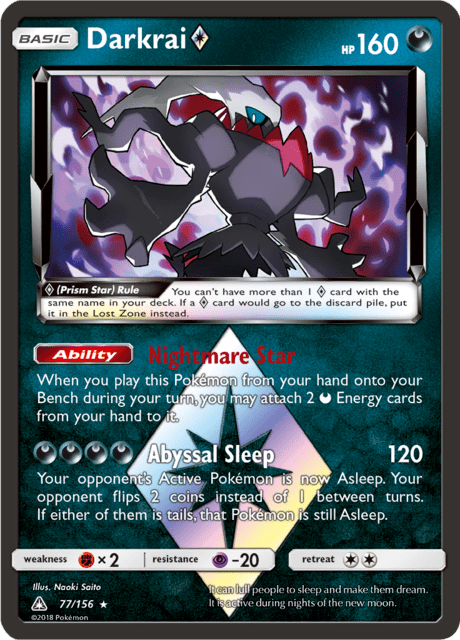 BASIC Darkrai HP 160
(Prism Star) Rule You can't have more than 1 ◇ card with the
same name in your deck. If a ◇ card would go to the discard pile, put
it in the Lost Zone instead.
Ability Nightmare Star
When you play this Pokémon from your hand onto your
Bench during your turn, you may attach 2 Energy cards
from your hand to it.
Abyssal Sleep 120
Your opponent's Active Pokémon is now Asleep. Your
opponent flips 2 coins instead of 1 between turns.
If either of them is tails, that Pokémon is still Asleep.
weakness ×2 resistance -20 retreat
Illus. Naoki Saito
It can lull people to sleep and make them dream.
77/156 ★
It is active during nights of the new moon.
©2018 Pokémon